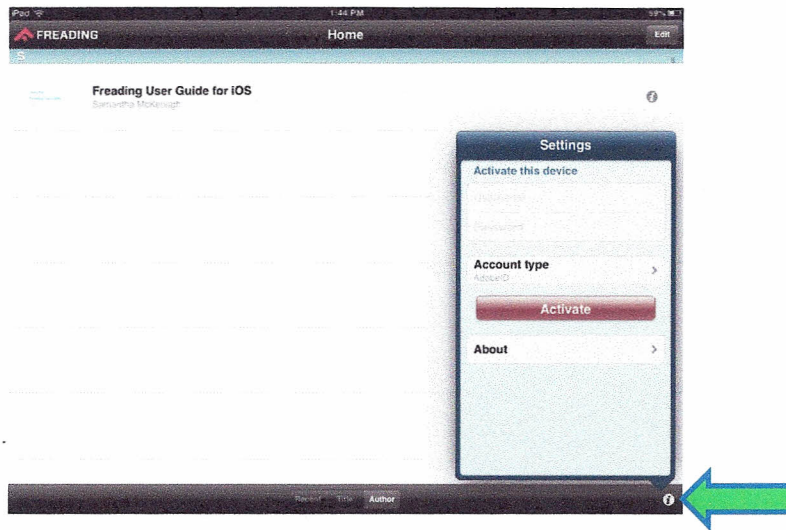 iPad 1:44 PM 59%
FREADING Home Edit
S
Freading User Guide for iOS
Samantha McKeough
Settings
Activate this device
Username
Password
Account type
AdobeID
Activate
About
Recent Title Author